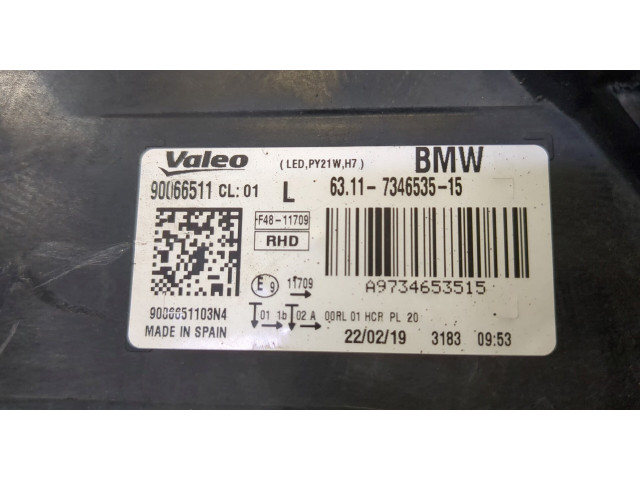 Valeo (LED,PY21W,H7) BMW
90066511 CL:01 L 63.11- 7346535-15
F48-11709
RHD
E9 11709
A9734653515
9006651103N4 01 1b 02 A 00RL 01 HCR PL 20
MADE IN SPAIN 22/02/19 3183 09:53